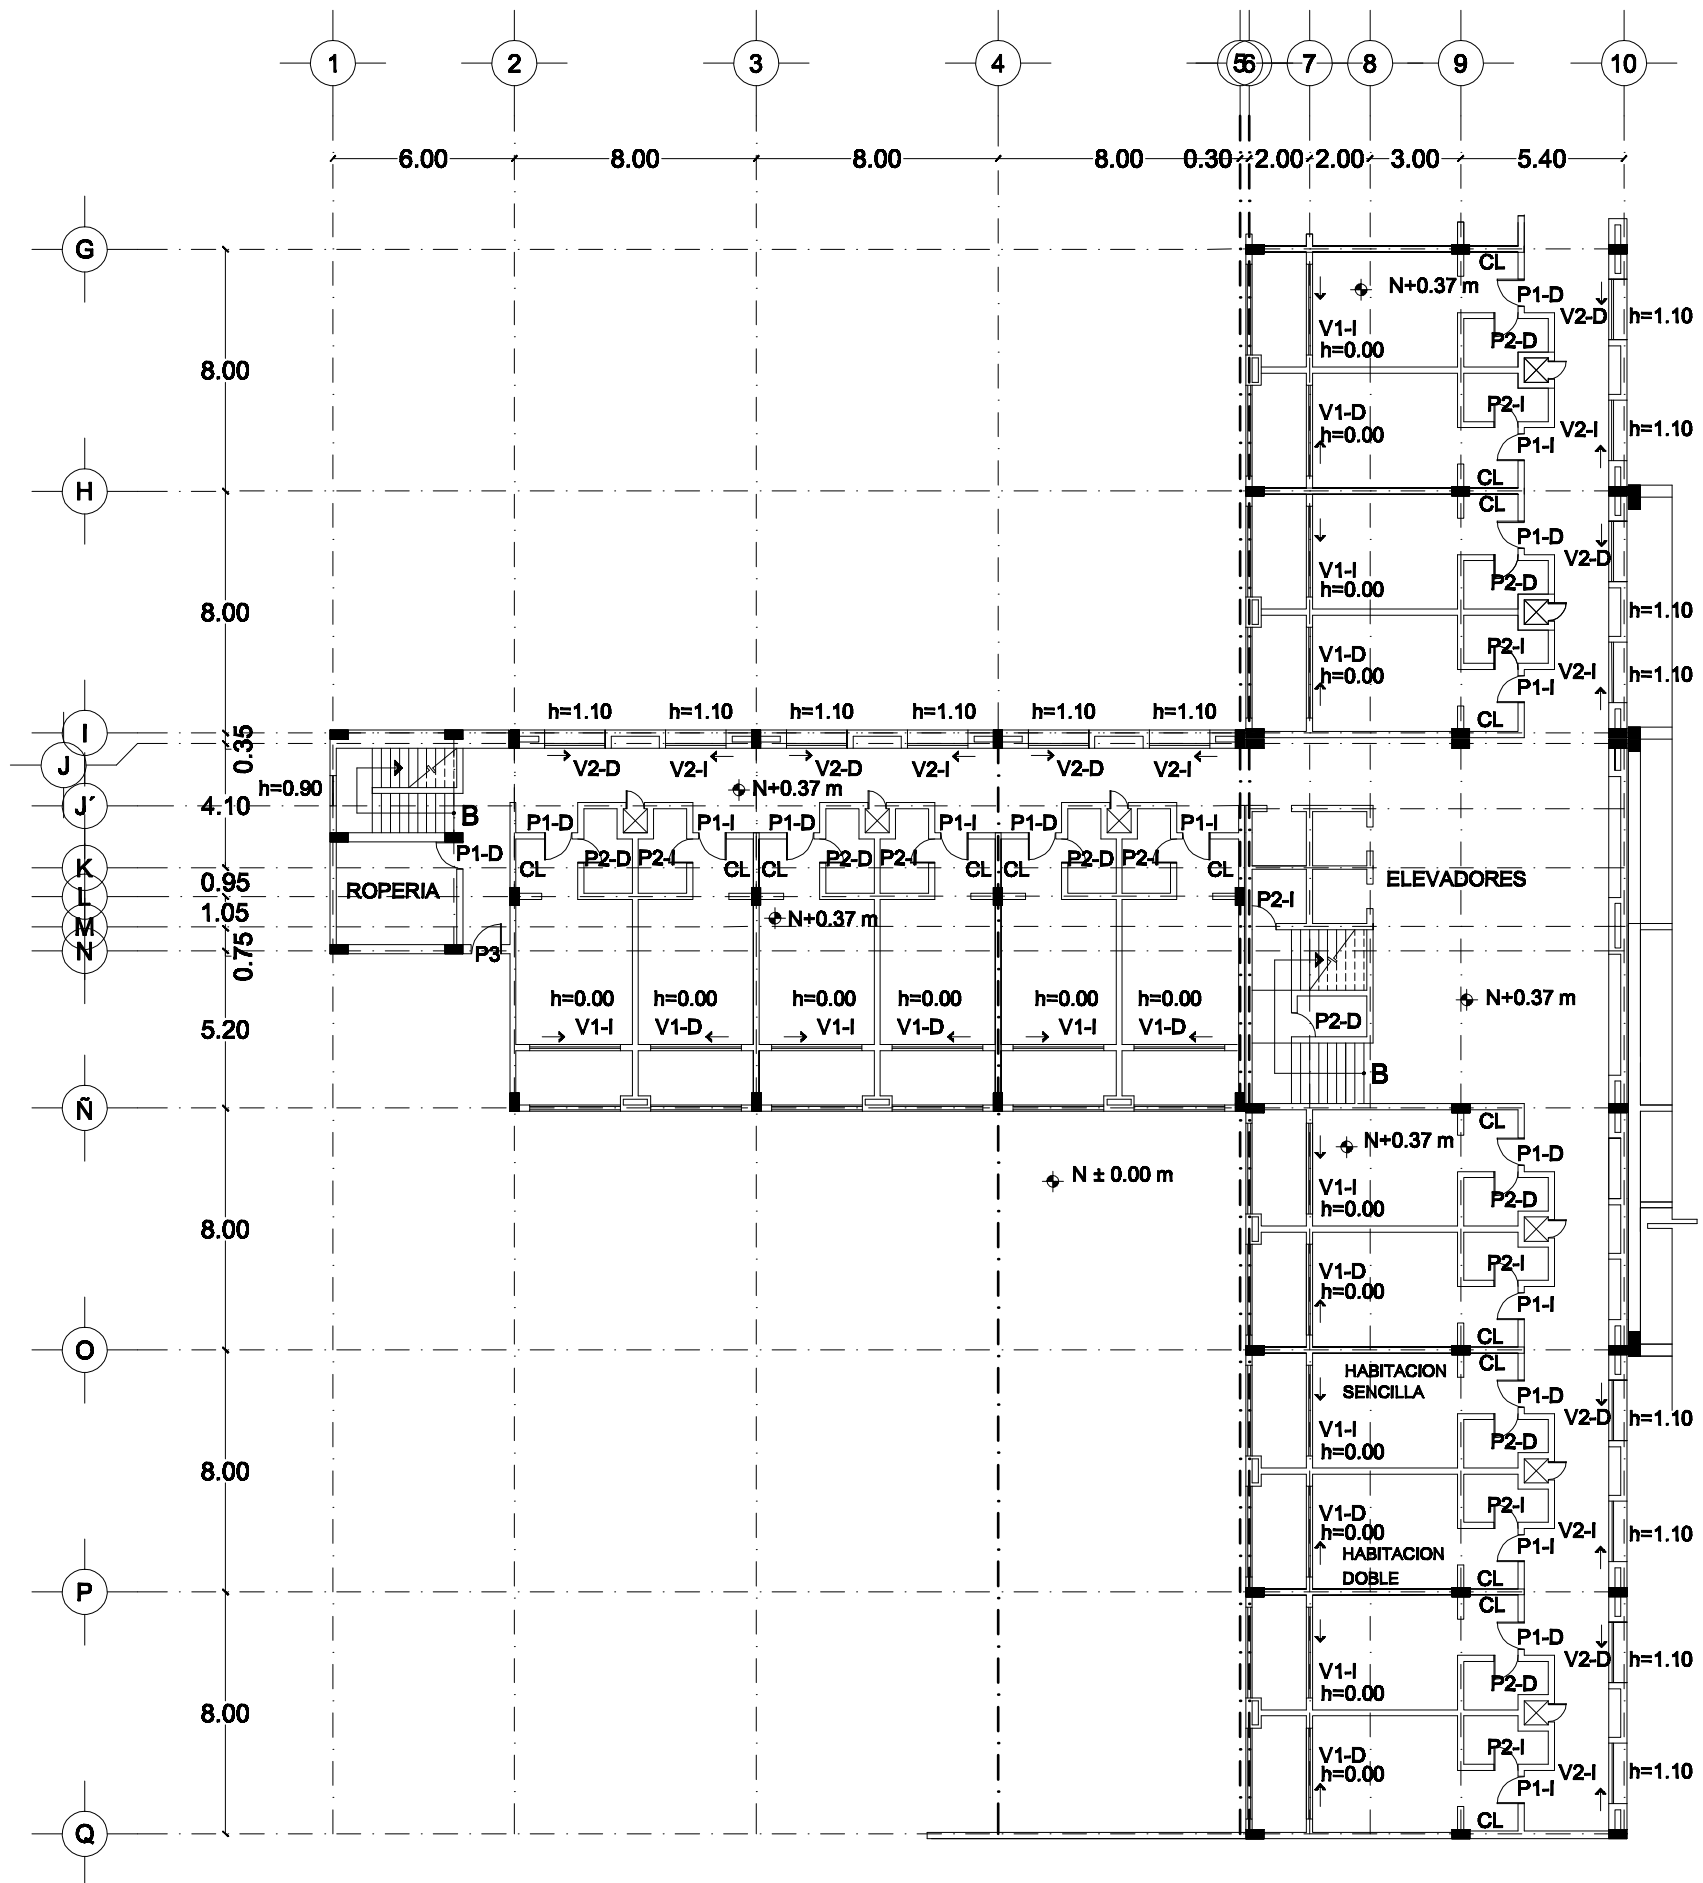 1 2 3 4 5 6 7 8 9 10
6.00 8.00 8.00 8.00 0.30 2.00 2.00 3.00 5.40
G
CL
N+0.37 m
P1-D
V2-D
h=1.10
V1-I
h=0.00
P2-D
8.00
P2-I
V1-D
h=0.00
V2-I
h=1.10
P1-I
CL
H
CL
P1-D
V2-D
V1-I
h=0.00
P2-D
h=1.10
8.00
P2-I
V1-D
h=0.00
V2-I
h=1.10
P1-I
CL
h=1.10 h=1.10 h=1.10 h=1.10 h=1.10 h=1.10
I
0.35
J
V2-D V2-I V2-D V2-I V2-D V2-I
h=0.90
N+0.37 m
4.10
J´
B
P1-D P1-I P1-D P1-I P1-D P1-I
P1-D
P2-D P2-I P2-D P2-I P2-D P2-I
K
CL CL CL CL CL CL
0.95
ROPERIA
ELEVADORES
L
P2-I
1.05
N+0.37 m
M
N
0.75
P3
h=0.00 h=0.00 h=0.00 h=0.00 h=0.00 h=0.00
N+0.37 m
V1-I V1-D V1-I V1-D V1-I V1-D
P2-D
5.20
B
Ñ
CL
N+0.37 m
P1-D
N ± 0.00 m
V1-I
h=0.00
P2-D
8.00
P2-I
V1-D
h=0.00
P1-I
CL
O
CL
HABITACION
SENCILLA
P1-D
V2-D
h=1.10
V1-I
h=0.00
P2-D
8.00
P2-I
V1-D
h=0.00
V2-I
h=1.10
P1-I
HABITACION
DOBLE
CL
P
CL
P1-D
V2-D
h=1.10
V1-I
h=0.00
P2-D
8.00
P2-I
V1-D
h=0.00
V2-I
h=1.10
P1-I
CL
Q